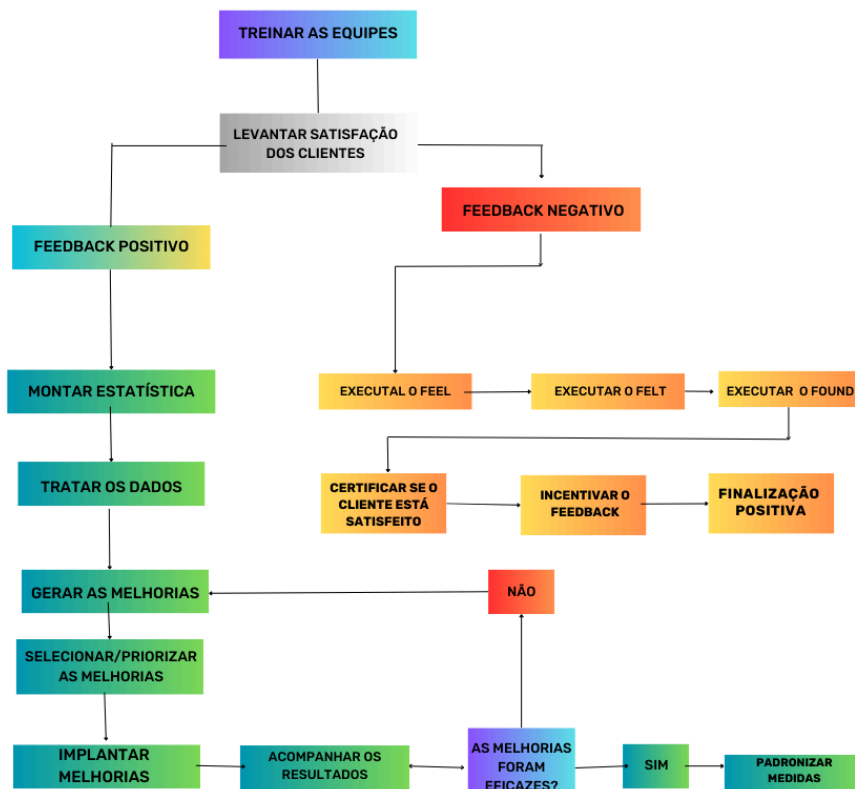 TREINAR AS EQUIPES
LEVANTAR SATISFAÇÃO
DOS CLIENTES
FEEDBACK NEGATIVO
FEEDBACK POSITIVO
MONTAR ESTATÍSTICA
EXECUTAL O FEEL
EXECUTAR O FELT
EXECUTAR O FOUND
TRATAR OS DADOS
CERTIFICAR SE O
CLIENTE ESTÁ
SATISFEITO
INCENTIVAR O
FEEDBACK
FINALIZAÇÃO
POSITIVA
GERAR AS MELHORIAS
NÃO
SELECIONAR/PRIORIZAR
AS MELHORIAS
IMPLANTAR
MELHORIAS
ACOMPANHAR OS
RESULTADOS
AS MELHORIAS
FORAM
EFICAZES?
SIM
PADRONIZAR
MEDIDAS